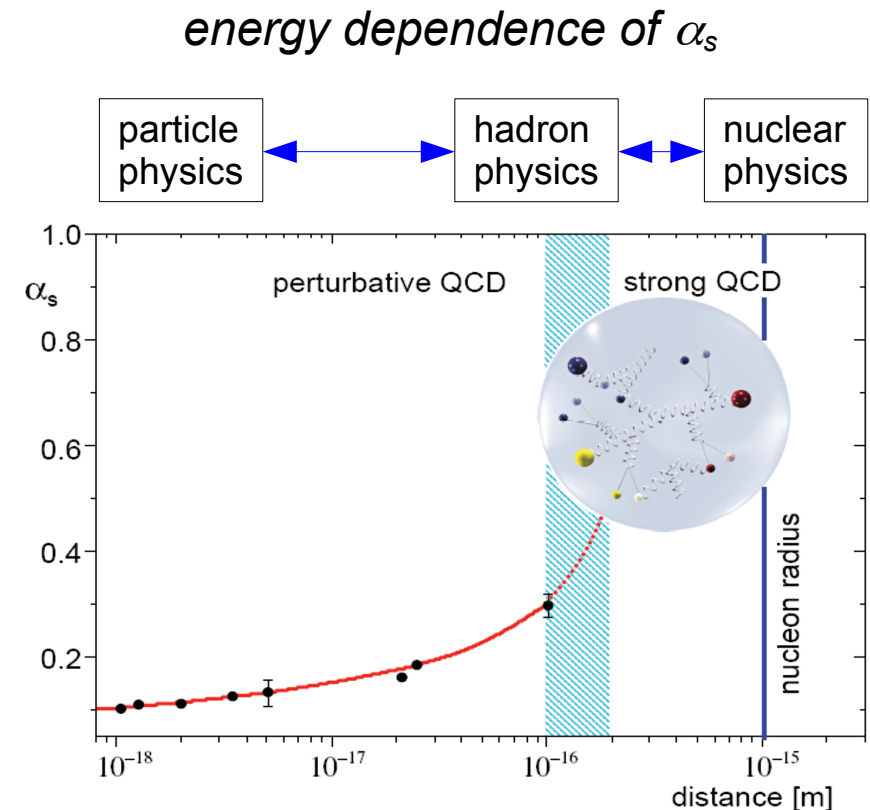 energy dependence of αs
particle
physics
hadron
physics
nuclear
physics
1.0
αs
perturbative QCD
strong QCD
0.8
0.6
0.4
nucleon radius
0.2
10⁻¹⁸
10⁻¹⁷
10⁻¹⁶
10⁻¹⁵
distance [m]